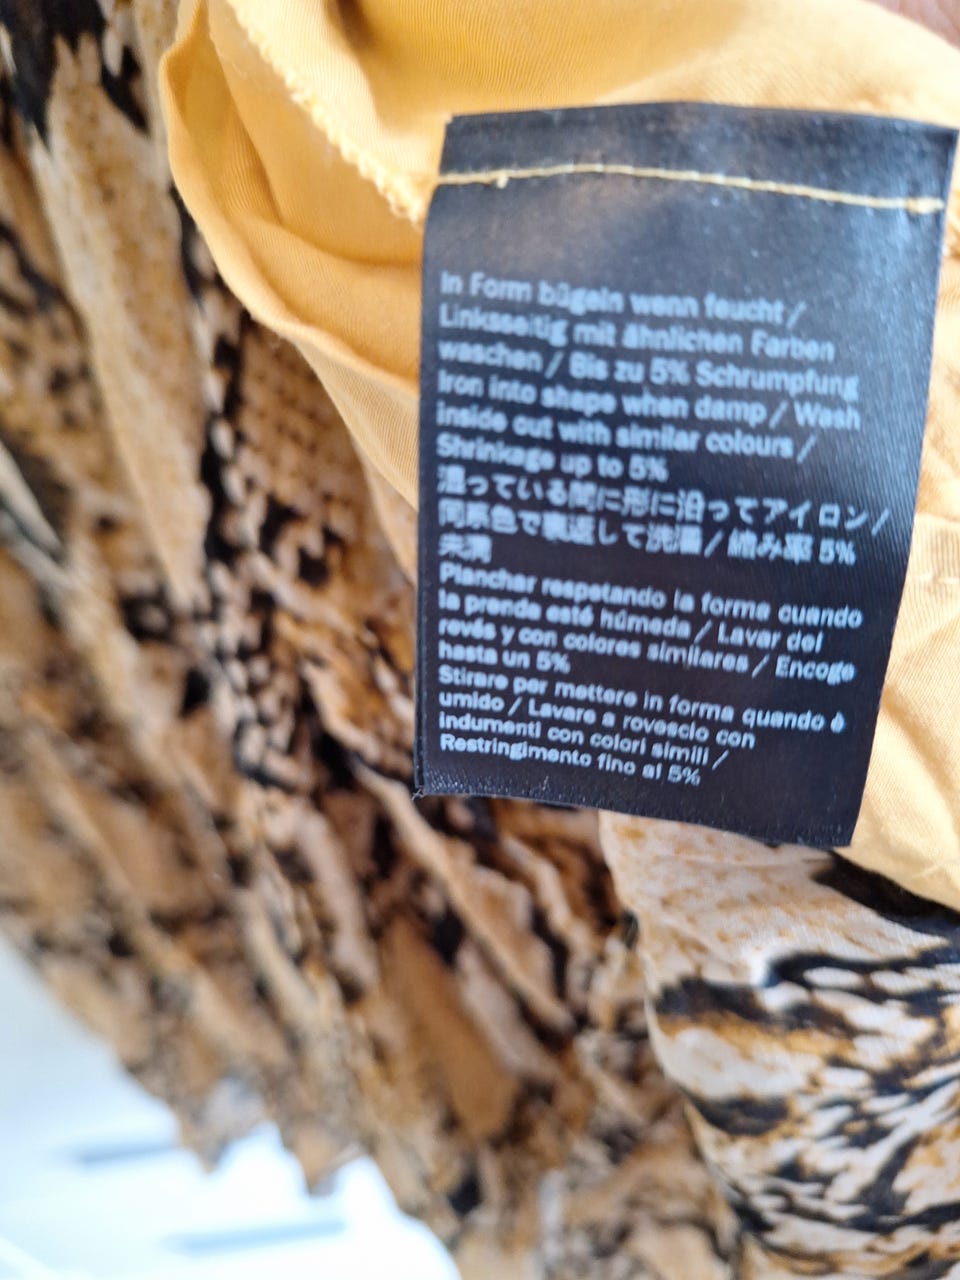 In Form bügeln wenn feucht /
Linksseitig mit ähnlichen Farben
waschen / Bis zu 5% Schrumpfung
Iron into shape when damp / Wash
inside out with similar colours /
Shrinkage up to 5%
湿っている間に形に沿ってアイロン /
同系色で裏返して洗濯 / 縮み率 5%
未満
Planchar respetando la forma cuando
la prenda esté húmeda / Lavar del
revés y con colores similares / Encoge
hasta un 5%
Stirare per mettere in forma quando è
umido / Lavare a rovescio con
indumenti con colori simili /
Restringimento fino al 5%